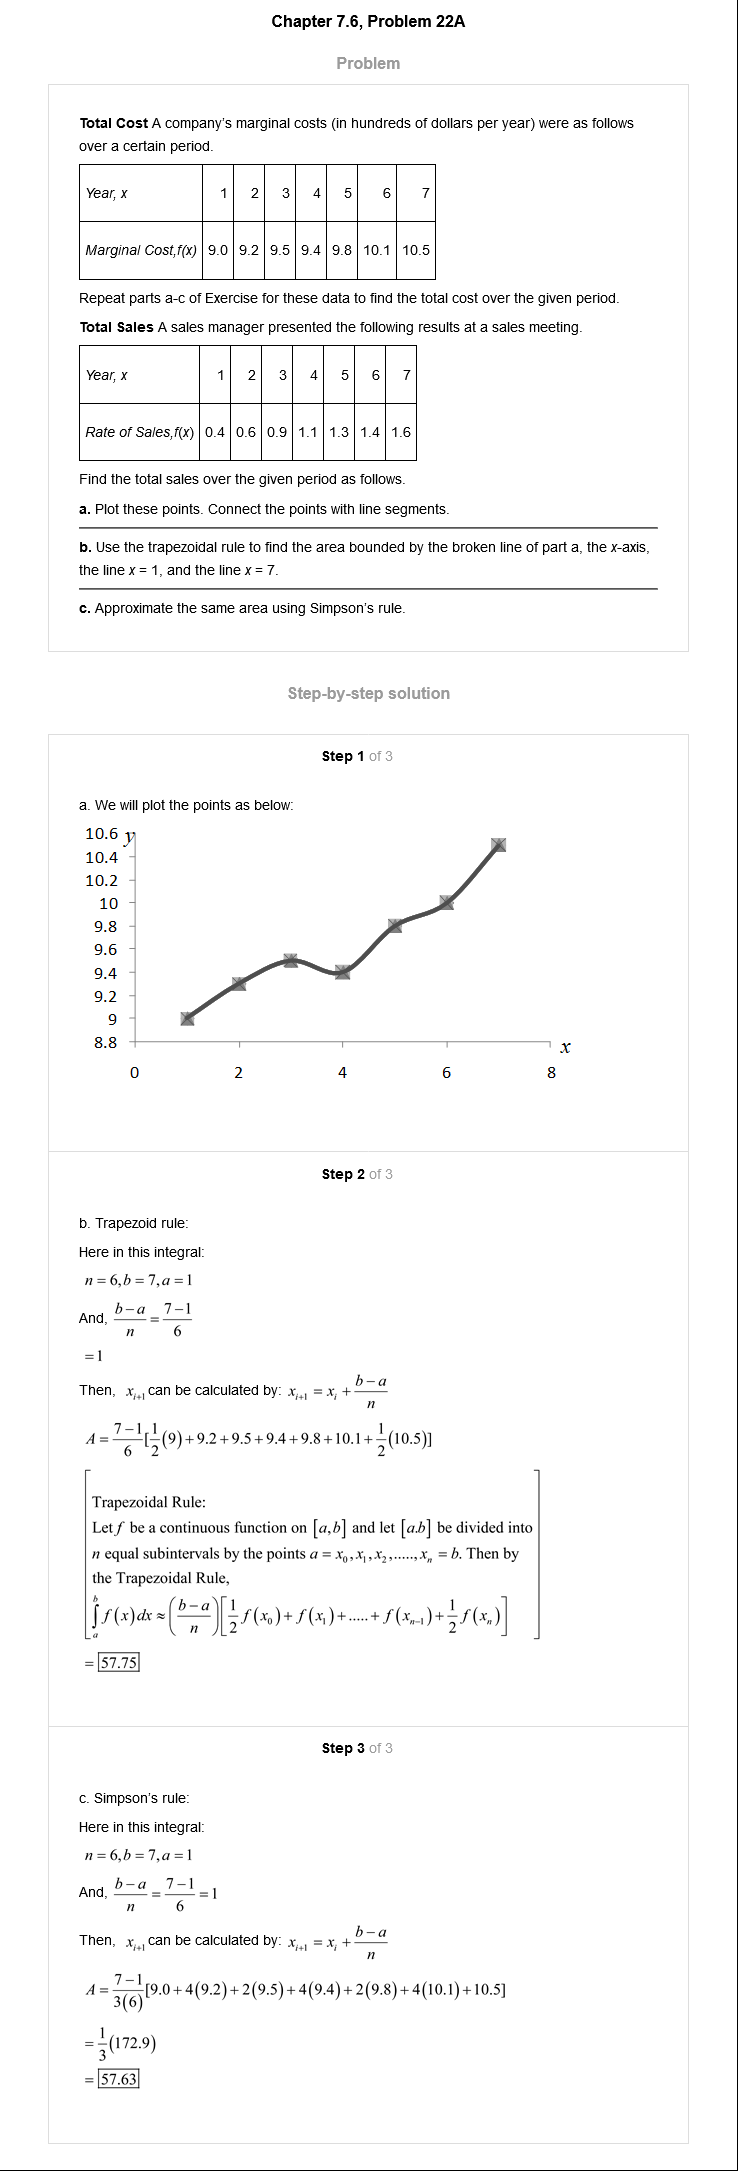 Chapter 7.6, Problem 22A
Problem
Total Cost A company's marginal costs (in hundreds of dollars per year) were as follows
over a certain period.
Year, x 1 2 3 4 5 6 7
Marginal Cost,f(x) 9.0 9.2 9.5 9.4 9.8 10.1 10.5
Repeat parts a-c of Exercise for these data to find the total cost over the given period.
Total Sales A sales manager presented the following results at a sales meeting.
Year, x 1 2 3 4 5 6 7
Rate of Sales,f(x) 0.4 0.6 0.9 1.1 1.3 1.4 1.6
Find the total sales over the given period as follows.
a. Plot these points. Connect the points with line segments.
b. Use the trapezoidal rule to find the area bounded by the broken line of part a, the x-axis,
the line x = 1, and the line x = 7.
c. Approximate the same area using Simpson's rule.
Step-by-step solution
Step 1 of 3
a. We will plot the points as below:
10.6 y
10.4
10.2
10
9.8
9.6
9.4
9.2
9
8.8
x
0 2 4 6 8
Step 2 of 3
b. Trapezoid rule:
Here in this integral:
n = 6, b = 7, a = 1
And, \frac{b-a}{n} = \frac{7-1}{6}
= 1
Then, x_{i+1} can be calculated by: x_{i+1} = x_i + \frac{b-a}{n}
A = \frac{7-1}{6}[\frac{1}{2}(9)+9.2+9.5+9.4+9.8+10.1+\frac{1}{2}(10.5)]
Trapezoidal Rule:
Let f be a continuous function on [a,b] and let [a.b] be divided into
n equal subintervals by the points a = x_0, x_1, x_2,....., x_n = b. Then by
the Trapezoidal Rule,
\int_a^b f(x)dx ≈ (\frac{b-a}{n})[\frac{1}{2}f(x_0)+f(x_1)+.....+f(x_{n-1})+\frac{1}{2}f(x_n)]
= 57.75
Step 3 of 3
c. Simpson's rule:
Here in this integral:
n = 6, b = 7, a = 1
And, \frac{b-a}{n} = \frac{7-1}{6} = 1
Then, x_{i+1} can be calculated by: x_{i+1} = x_i + \frac{b-a}{n}
A = \frac{7-1}{3(6)}[9.0+4(9.2)+2(9.5)+4(9.4)+2(9.8)+4(10.1)+10.5]
= \frac{1}{3}(172.9)
= 57.63